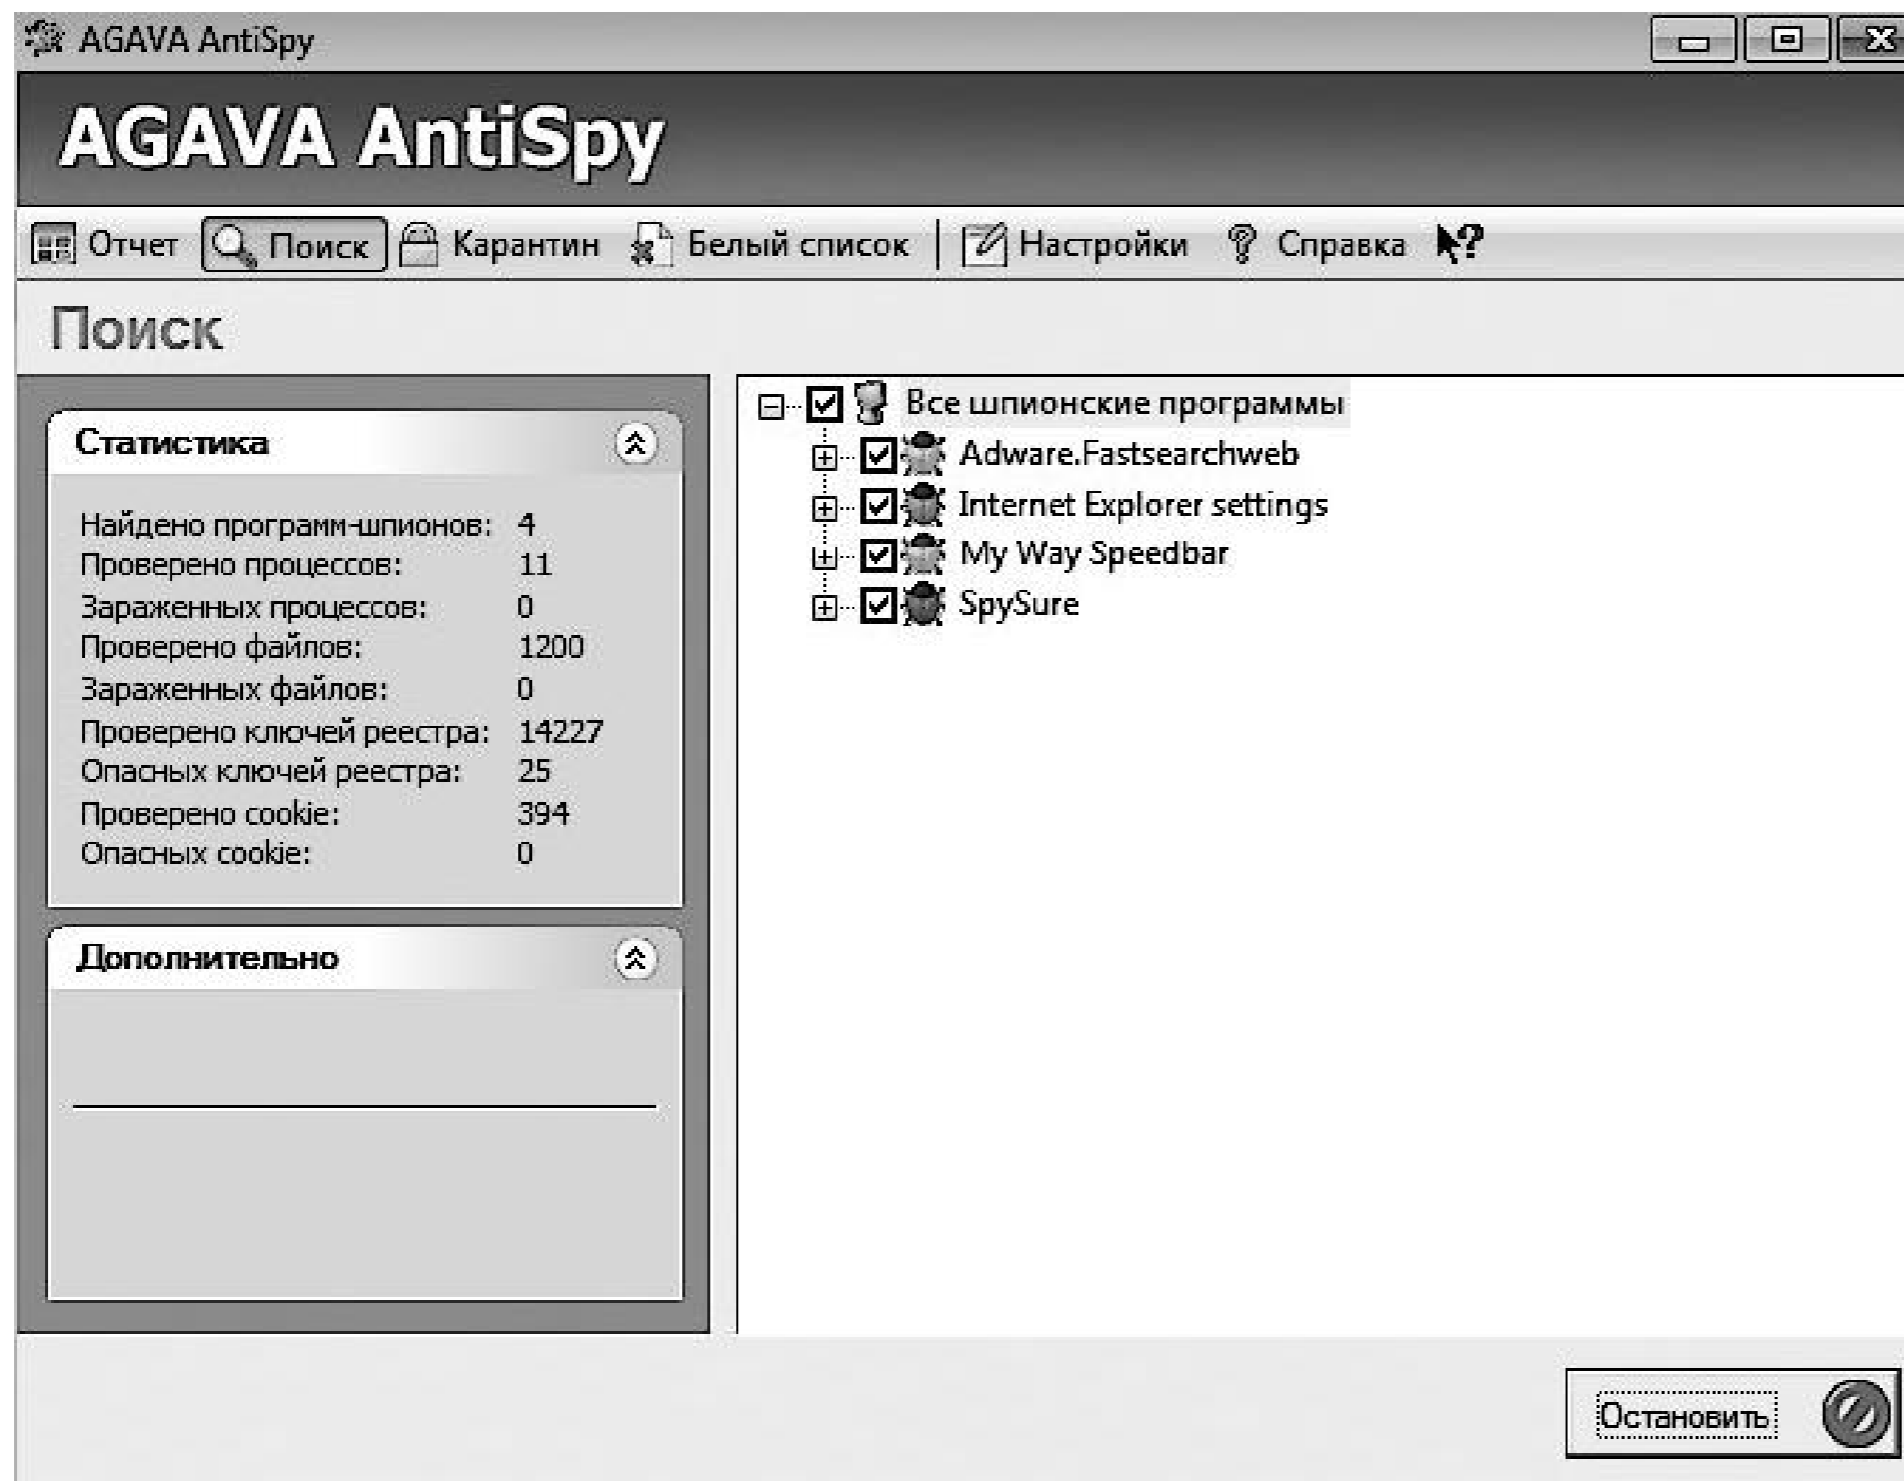 AGAVA AntiSpy
AGAVA AntiSpy
Отчет Поиск Карантин Белый список Настройки Справка
Поиск
Статистика
Найдено программ-шпионов: 4
Проверено процессов: 11
Зараженных процессов: 0
Проверено файлов: 1200
Зараженных файлов: 0
Проверено ключей реестра: 14227
Опасных ключей реестра: 25
Проверено cookie: 394
Опасных cookie: 0
Дополнительно
Все шпионские программы
Adware.Fastsearchweb
Internet Explorer settings
My Way Speedbar
SpySure
Остановить